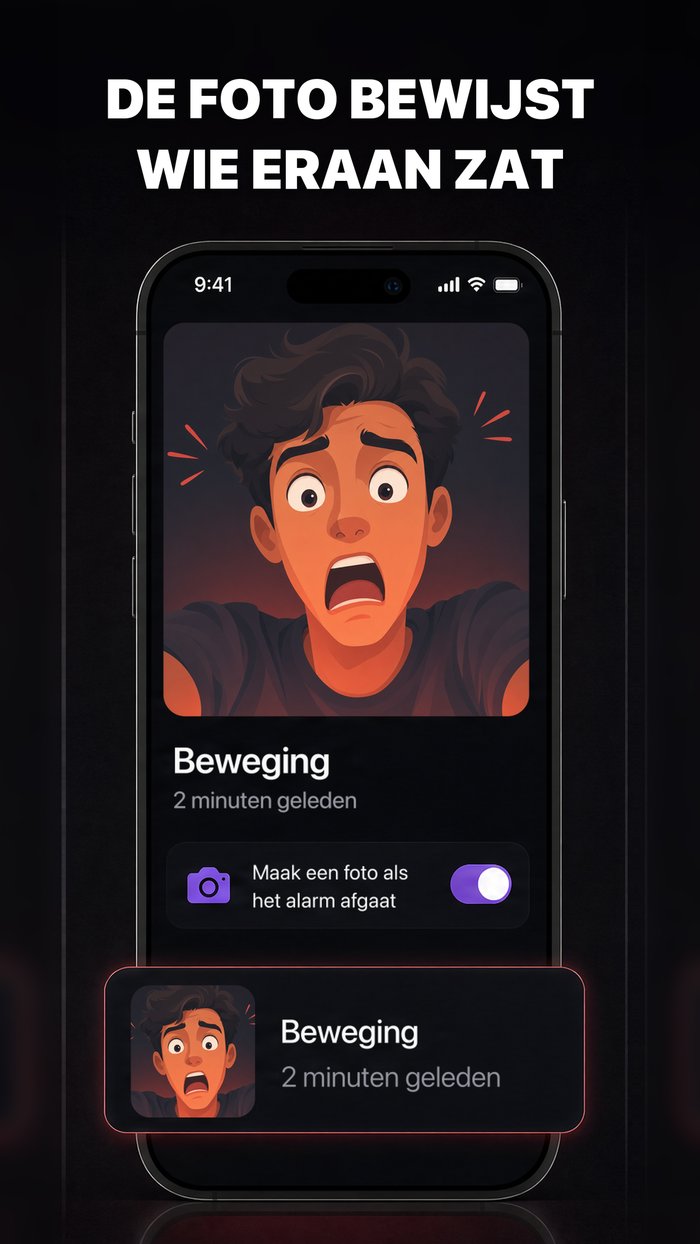 DE FOTO BEWIJST
WIE ERAAN ZAT
9:41
Beweging
2 minuten geleden
Maak een foto als
het alarm afgaat
Beweging
2 minuten geleden